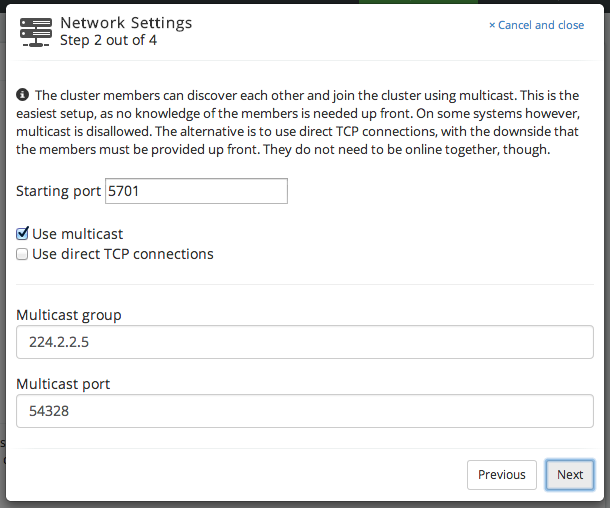 Network Settings
× Cancel and close
Step 2 out of 4
The cluster members can discover each other and join the cluster using multicast. This is the
easiest setup, as no knowledge of the members is needed up front. On some systems however,
multicast is disallowed. The alternative is to use direct TCP connections, with the downside that
the members must be provided up front. They do not need to be online together, though.
Starting port 5701
Use multicast
Use direct TCP connections
Multicast group
224.2.2.5
Multicast port
54328
Previous Next